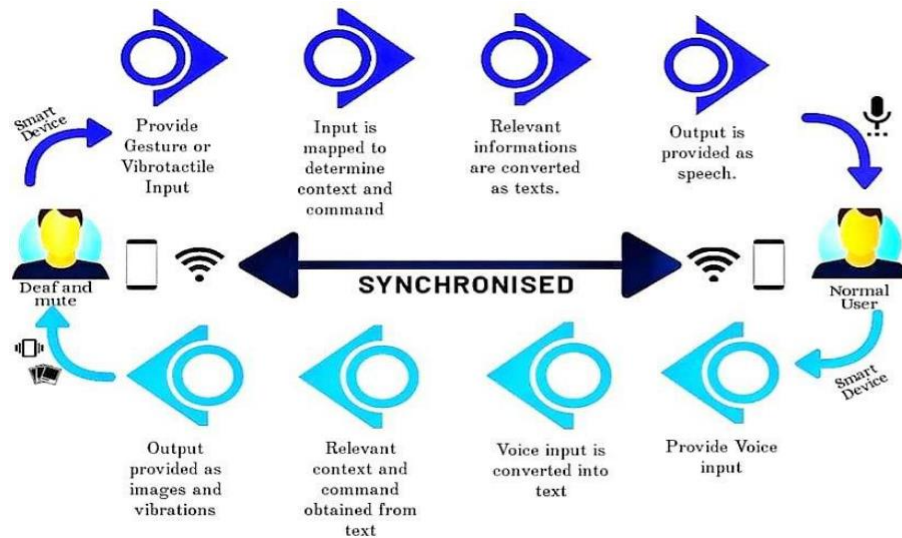 Smart
Device
Provide
Gesture or
Vibrotactile
Input
Input is
mapped to
determine
context and
command
Relevant
informations
are converted
as texts.
Output is
provided as
speech.
Deaf and
mute
SYNCHRONISED
Normal
User
Smart
Device
Output
provided as
images and
vibrations
Relevant
context and
command
obtained from
text
Voice input is
converted into
text
Provide Voice
input